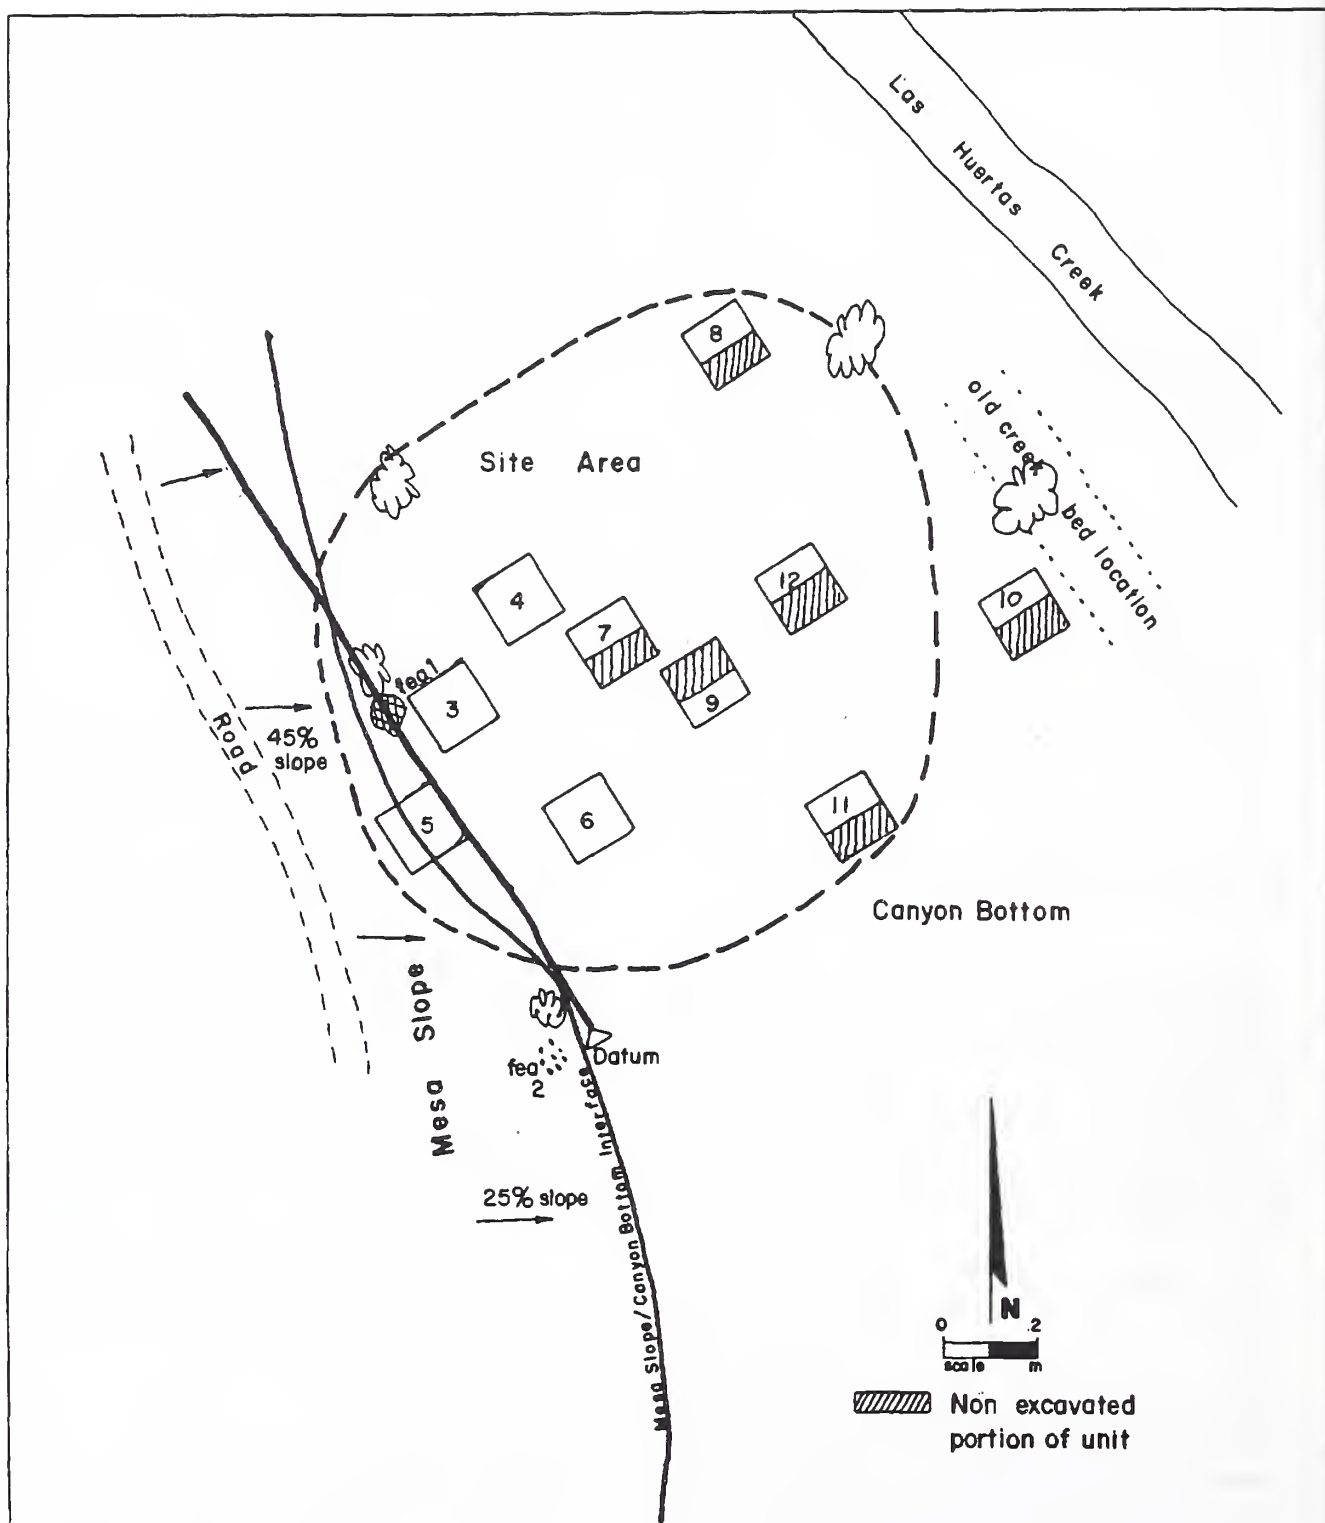 Las Huertas Creek
8
old creek bed location
Site Area
12
4
10
7
fea 1
3
9
Road
45%
slope
11
5
6
Canyon Bottom
Mesa Slope
Datum
fea
2
Mesa Slope/Canyon Bottom Interface
25% slope
N
0 2
scale m
Non excavated
portion of unit